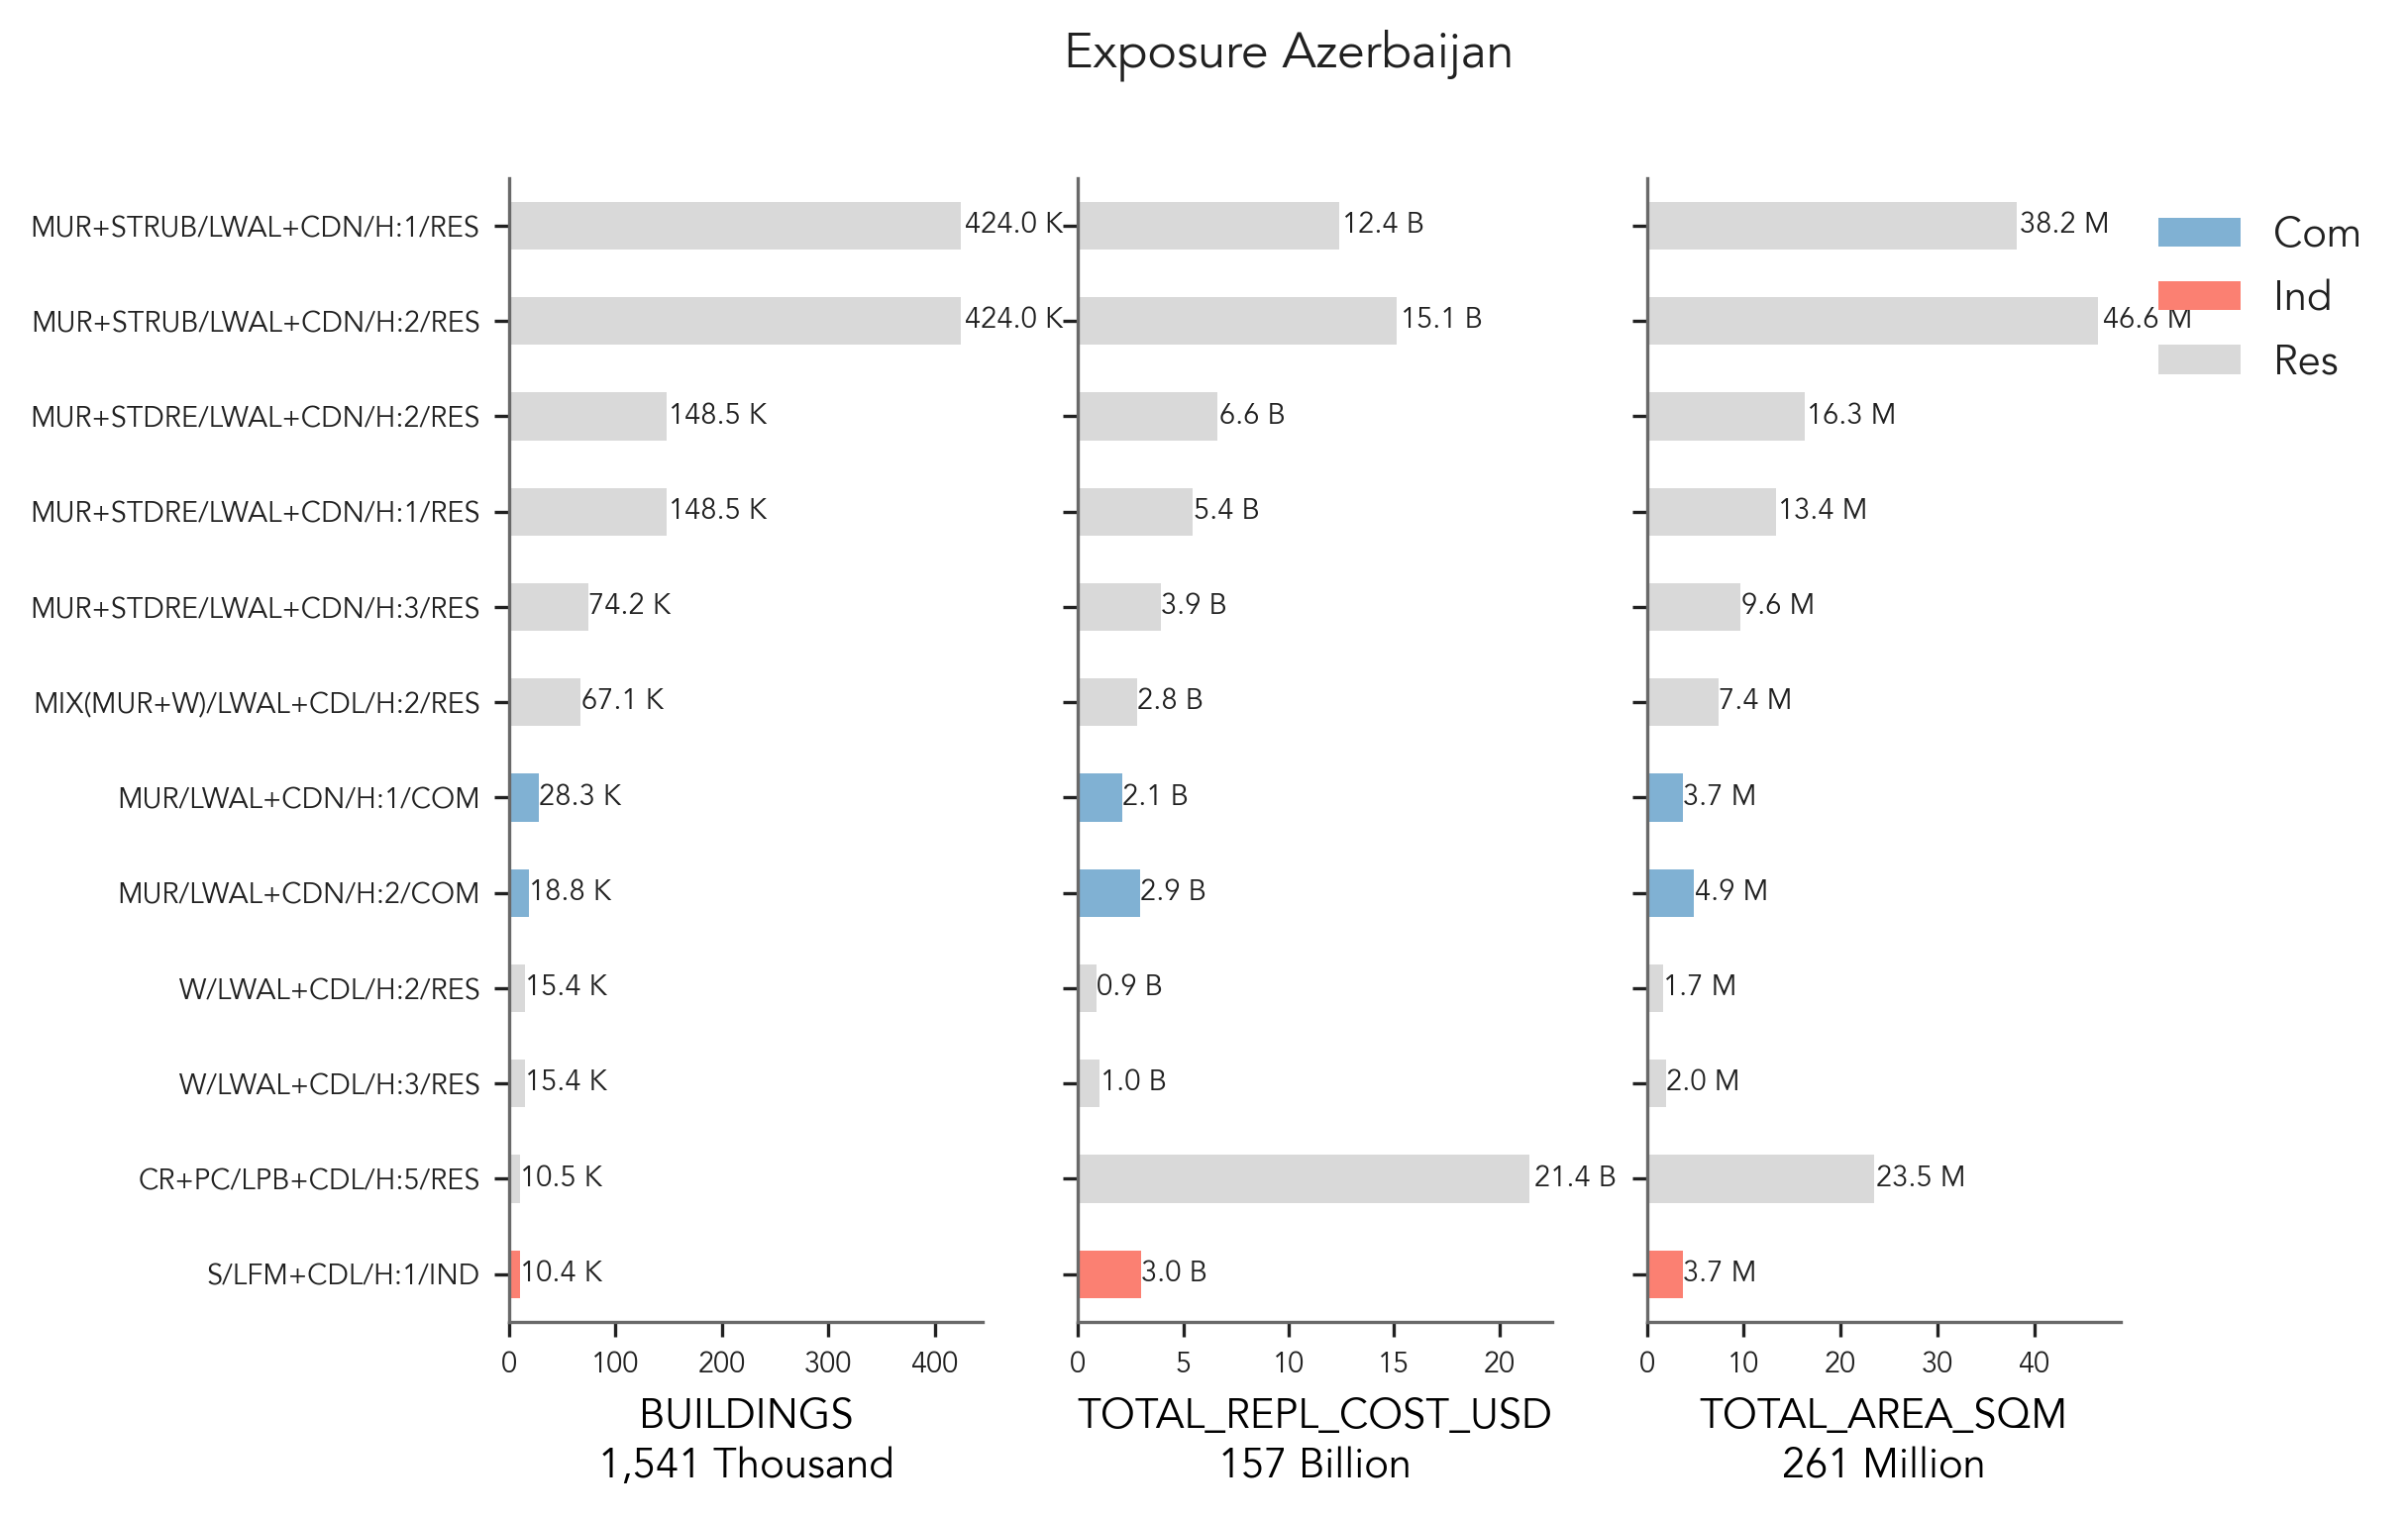 Exposure Azerbaijan
MUR+STRUB/LWAL+CDN/H:1/RES 424.0 K 12.4 B 38.2 M
MUR+STRUB/LWAL+CDN/H:2/RES 424.0 K 15.1 B 46.6 M
MUR+STDRE/LWAL+CDN/H:2/RES 148.5 K 6.6 B 16.3 M
MUR+STDRE/LWAL+CDN/H:1/RES 148.5 K 5.4 B 13.4 M
MUR+STDRE/LWAL+CDN/H:3/RES 74.2 K 3.9 B 9.6 M
MIX(MUR+W)/LWAL+CDL/H:2/RES 67.1 K 2.8 B 7.4 M
MUR/LWAL+CDN/H:1/COM 28.3 K 2.1 B 3.7 M
MUR/LWAL+CDN/H:2/COM 18.8 K 2.9 B 4.9 M
W/LWAL+CDL/H:2/RES 15.4 K 0.9 B 1.7 M
W/LWAL+CDL/H:3/RES 15.4 K 1.0 B 2.0 M
CR+PC/LPB+CDL/H:5/RES 10.5 K 21.4 B 23.5 M
S/LFM+CDL/H:1/IND 10.4 K 3.0 B 3.7 M
Com
Ind
Res
0 100 200 300 400
BUILDINGS
1,541 Thousand
0 5 10 15 20
TOTAL_REPL_COST_USD
157 Billion
0 10 20 30 40
TOTAL_AREA_SQM
261 Million